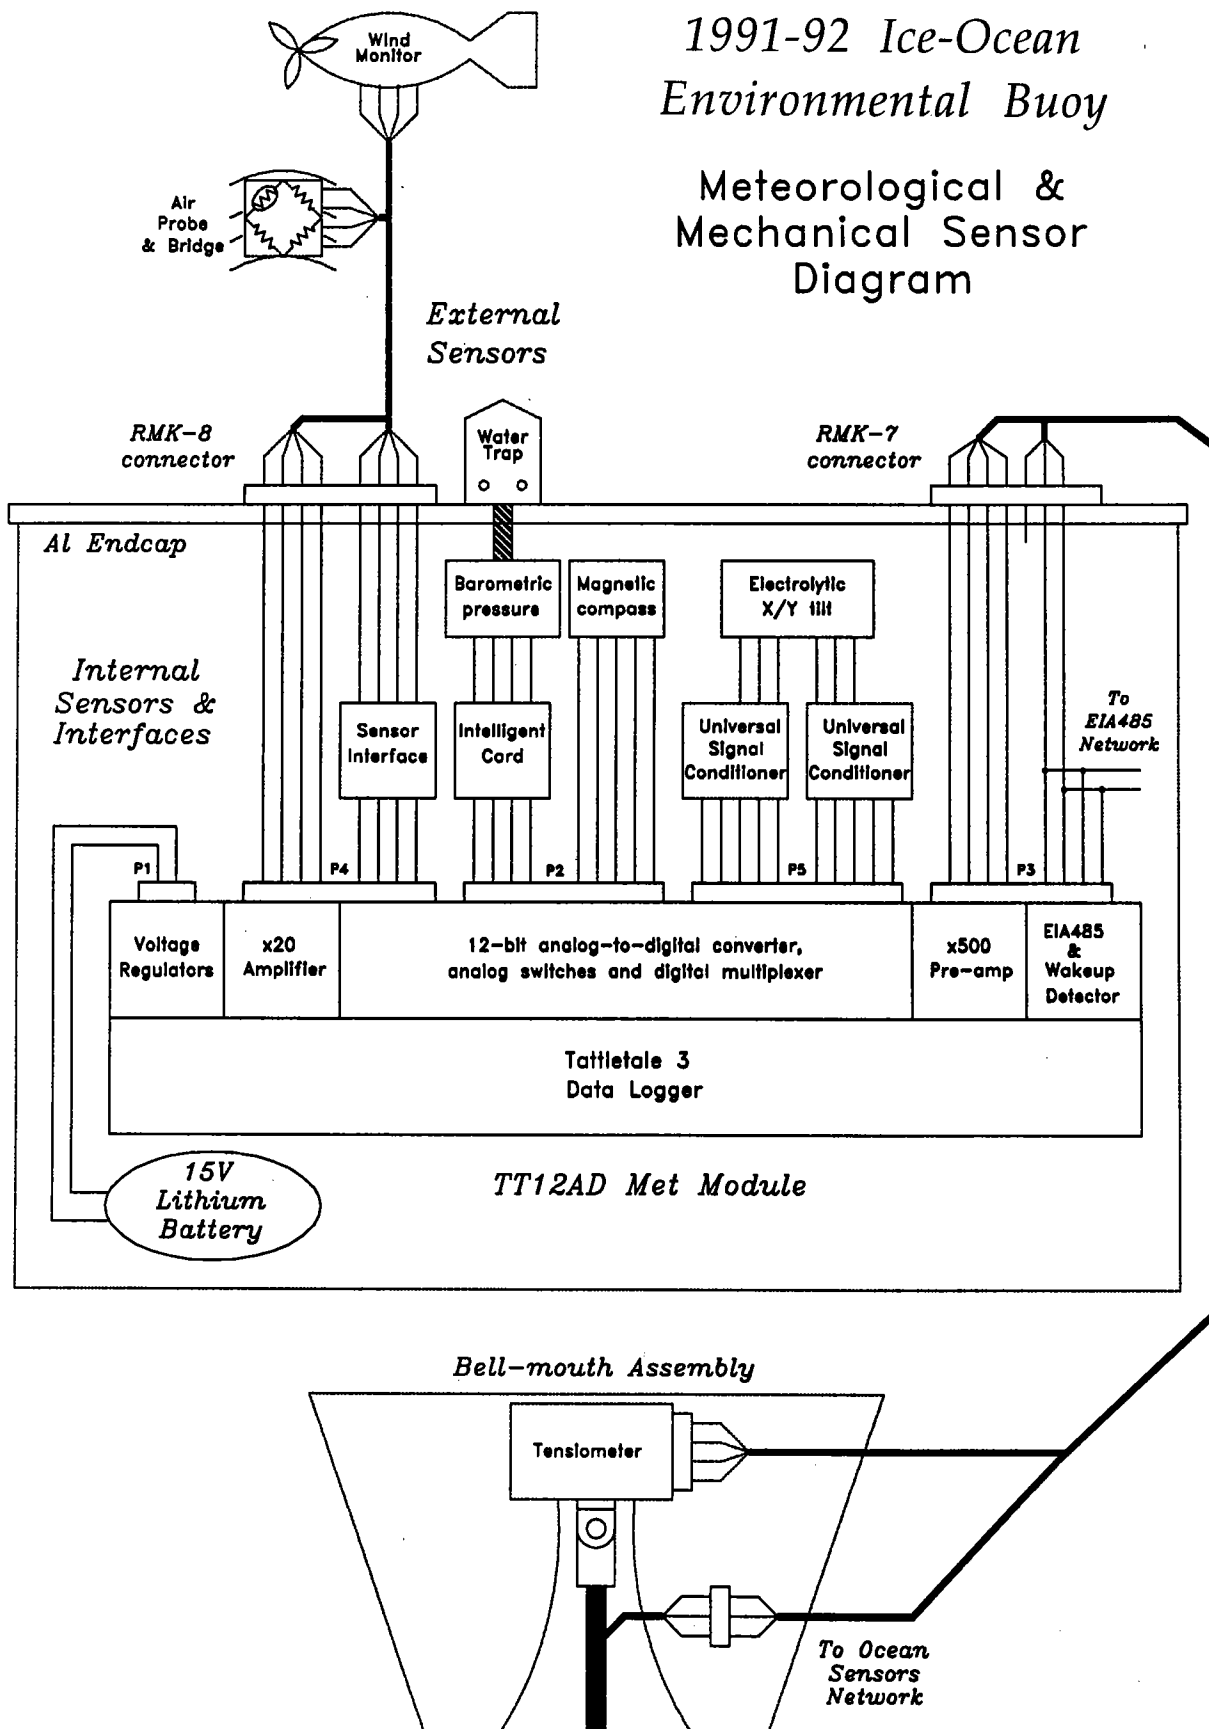 1991-92 Ice-Ocean
Environmental Buoy
Meteorological &
Mechanical Sensor
Diagram
Wind
Monitor
Air
Probe
& Bridge
External
Sensors
RMK-8
connector
Water
Trap
RMK-7
connector
Al Endcap
Barometric
pressure
Magnetic
compass
Electrolytic
X/Y tilt
Internal
Sensors &
Interfaces
Sensor
Interface
Intelligent
Card
Universal
Signal
Conditioner
Universal
Signal
Conditioner
To
EIA485
Network
P1
P4
P2
P5
P3
Voltage
Regulators
x20
Amplifier
12-bit analog-to-digital converter,
analog switches and digital multiplexer
x500
Pre-amp
EIA485
&
Wakeup
Detector
Tattletale 3
Data Logger
15V
Lithium
Battery
TT12AD Met Module
Bell-mouth Assembly
Tensiometer
To Ocean
Sensors
Network